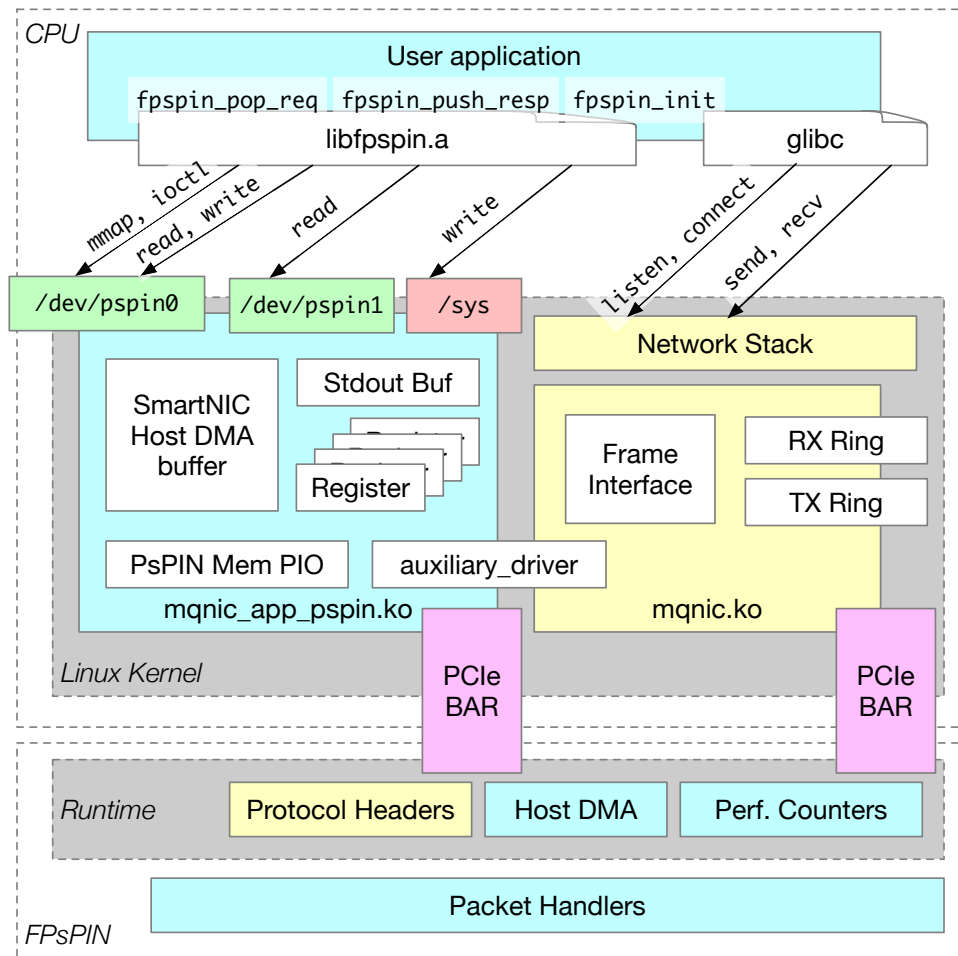 CPU
User application
fpspin_pop_req fpspin_push_resp fpspin_init
libfpspin.a
glibc
mmap, ioctl
read, write
read
write
listen, connect
send, recv
/dev/pspin0
/dev/pspin1
/sys
Network Stack
SmartNIC
Host DMA
buffer
Stdout Buf
Register
Frame
Interface
RX Ring
TX Ring
PsPIN Mem PIO
auxiliary_driver
mqnic_app_pspin.ko
mqnic.ko
Linux Kernel
PCIe
BAR
PCIe
BAR
Runtime
Protocol Headers
Host DMA
Perf. Counters
Packet Handlers
FPsPIN